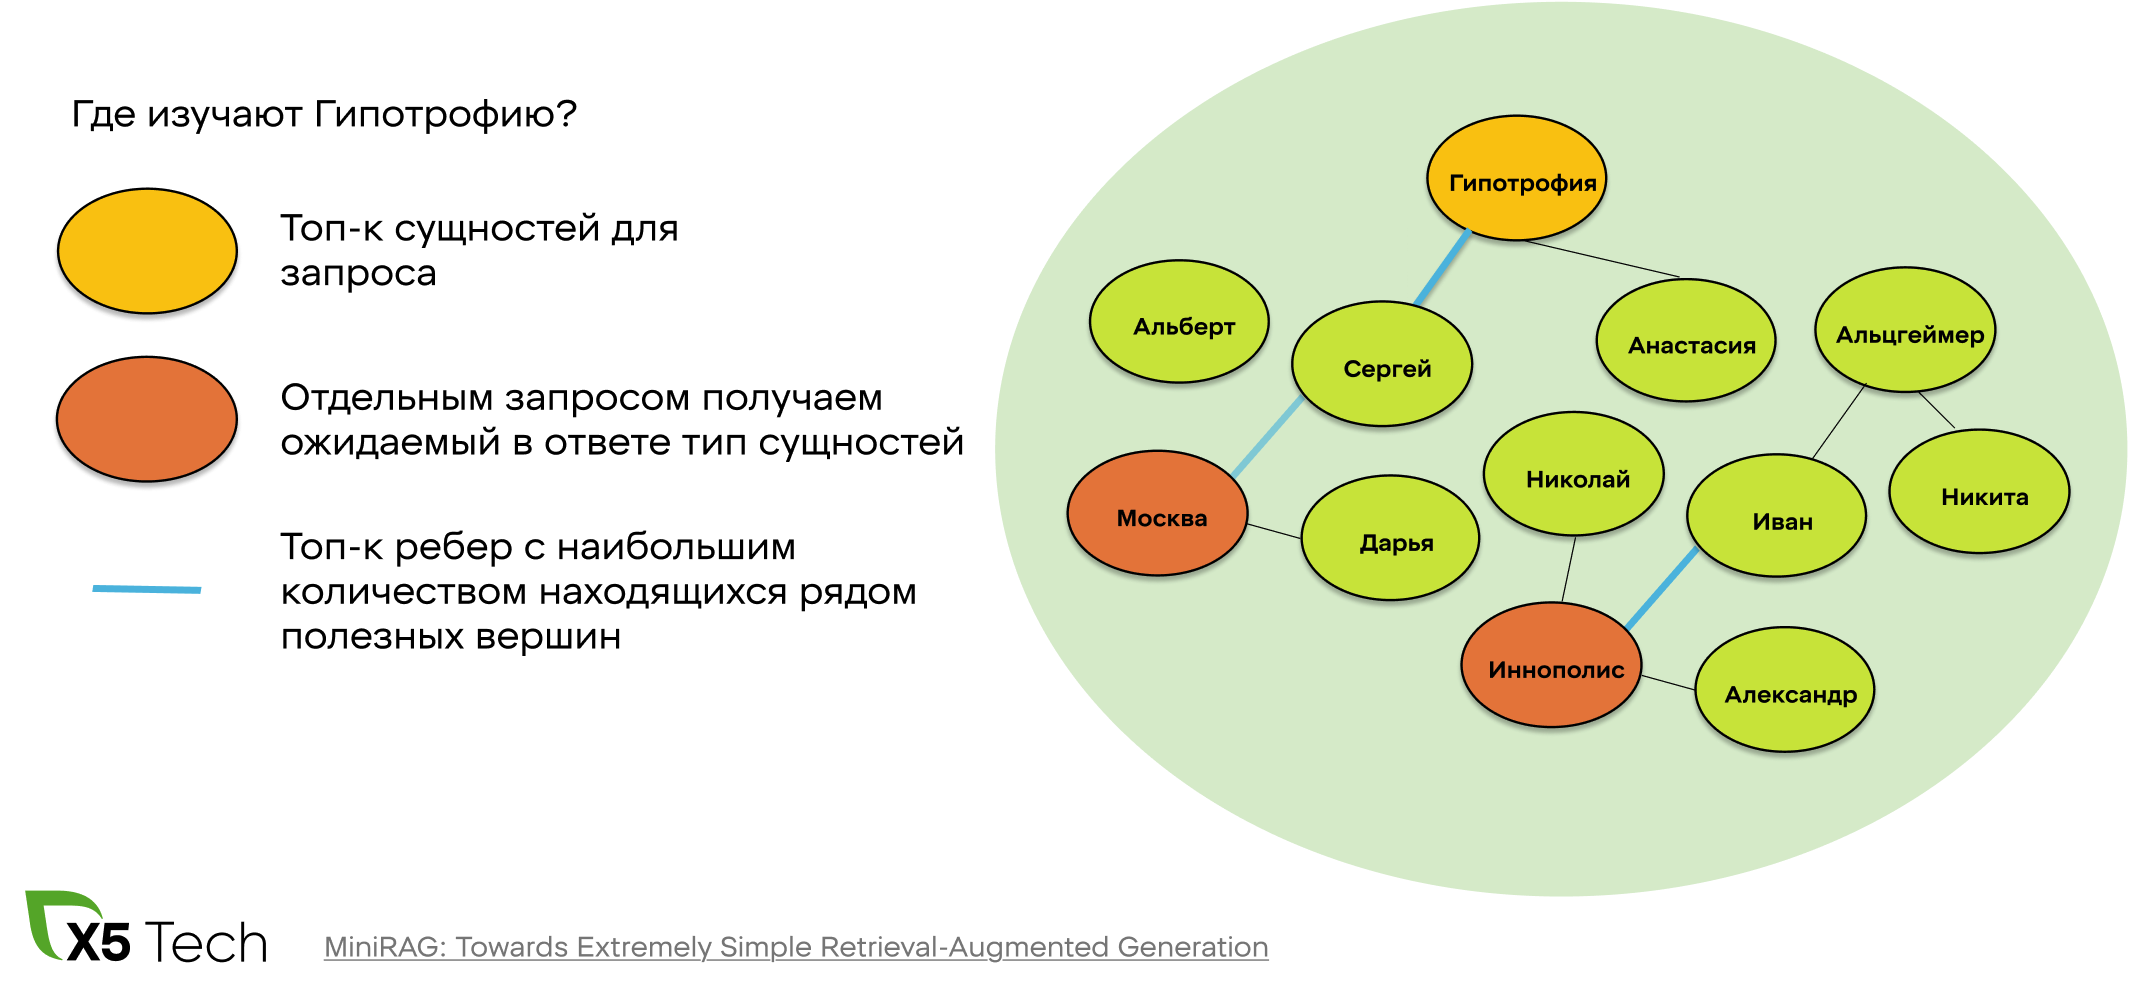 Где изучают Гипотрофию?
Топ-к сущностей для
запроса
Отдельным запросом получаем
ожидаемый в ответе тип сущностей
Топ-к ребер с наибольшим
количеством находящихся рядом
полезных вершин
Гипотрофия
Альберт
Сергей
Анастасия
Альцгеймер
Москва
Дарья
Николай
Иван
Никита
Иннополис
Александр
X5 Tech
MiniRAG: Towards Extremely Simple Retrieval-Augmented Generation